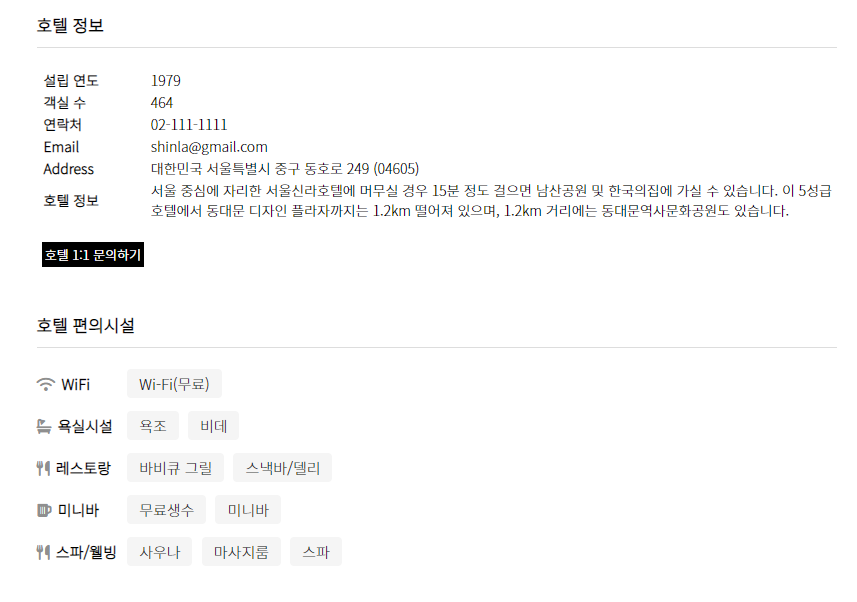 호텔 정보
설립 연도 1979
객실 수 464
연락처 02-111-1111
Email shinla@gmail.com
Address 대한민국 서울특별시 중구 동호로 249 (04605)
호텔 정보 서울 중심에 자리한 서울신라호텔에 머무실 경우 15분 정도 걸으면 남산공원 및 한국의집에 가실 수 있습니다. 이 5성급
호텔에서 동대문 디자인 플라자까지는 1.2km 떨어져 있으며, 1.2km 거리에는 동대문역사문화공원도 있습니다.
호텔 1:1 문의하기
호텔 편의시설
WiFi Wi-Fi(무료)
욕실시설 욕조 비데
레스토랑 바비큐 그릴 스낵바/델리
미니바 무료생수 미니바
스파/웰빙 사우나 마사지룸 스파